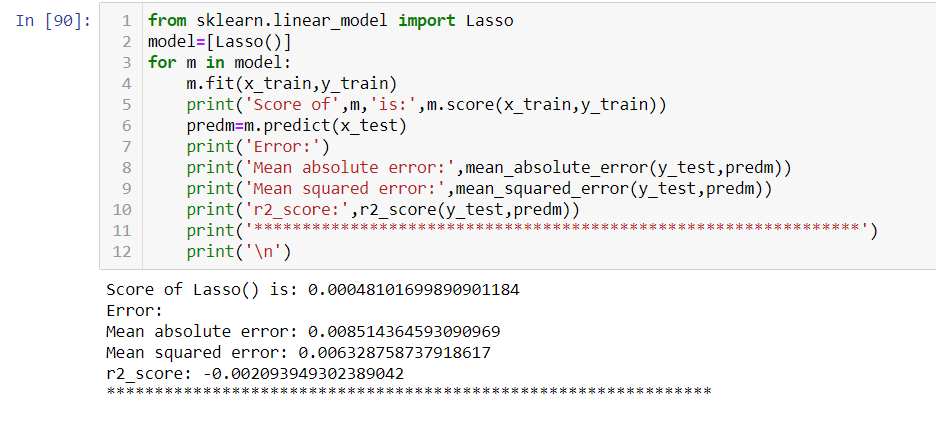 In [90]:
1 from sklearn.linear_model import Lasso
2 model=[Lasso()]
3 for m in model:
4     m.fit(x_train,y_train)
5     print('Score of',m,'is:',m.score(x_train,y_train))
6     predm=m.predict(x_test)
7     print('Error:')
8     print('Mean absolute error:',mean_absolute_error(y_test,predm))
9     print('Mean squared error:',mean_squared_error(y_test,predm))
10     print('r2_score:',r2_score(y_test,predm))
11     print('***************************************************************')
12     print('\n')
Score of Lasso() is: 0.00048101699890901184
Error:
Mean absolute error: 0.008514364593090969
Mean squared error: 0.006328758737918617
r2_score: -0.002093949302389042
***************************************************************